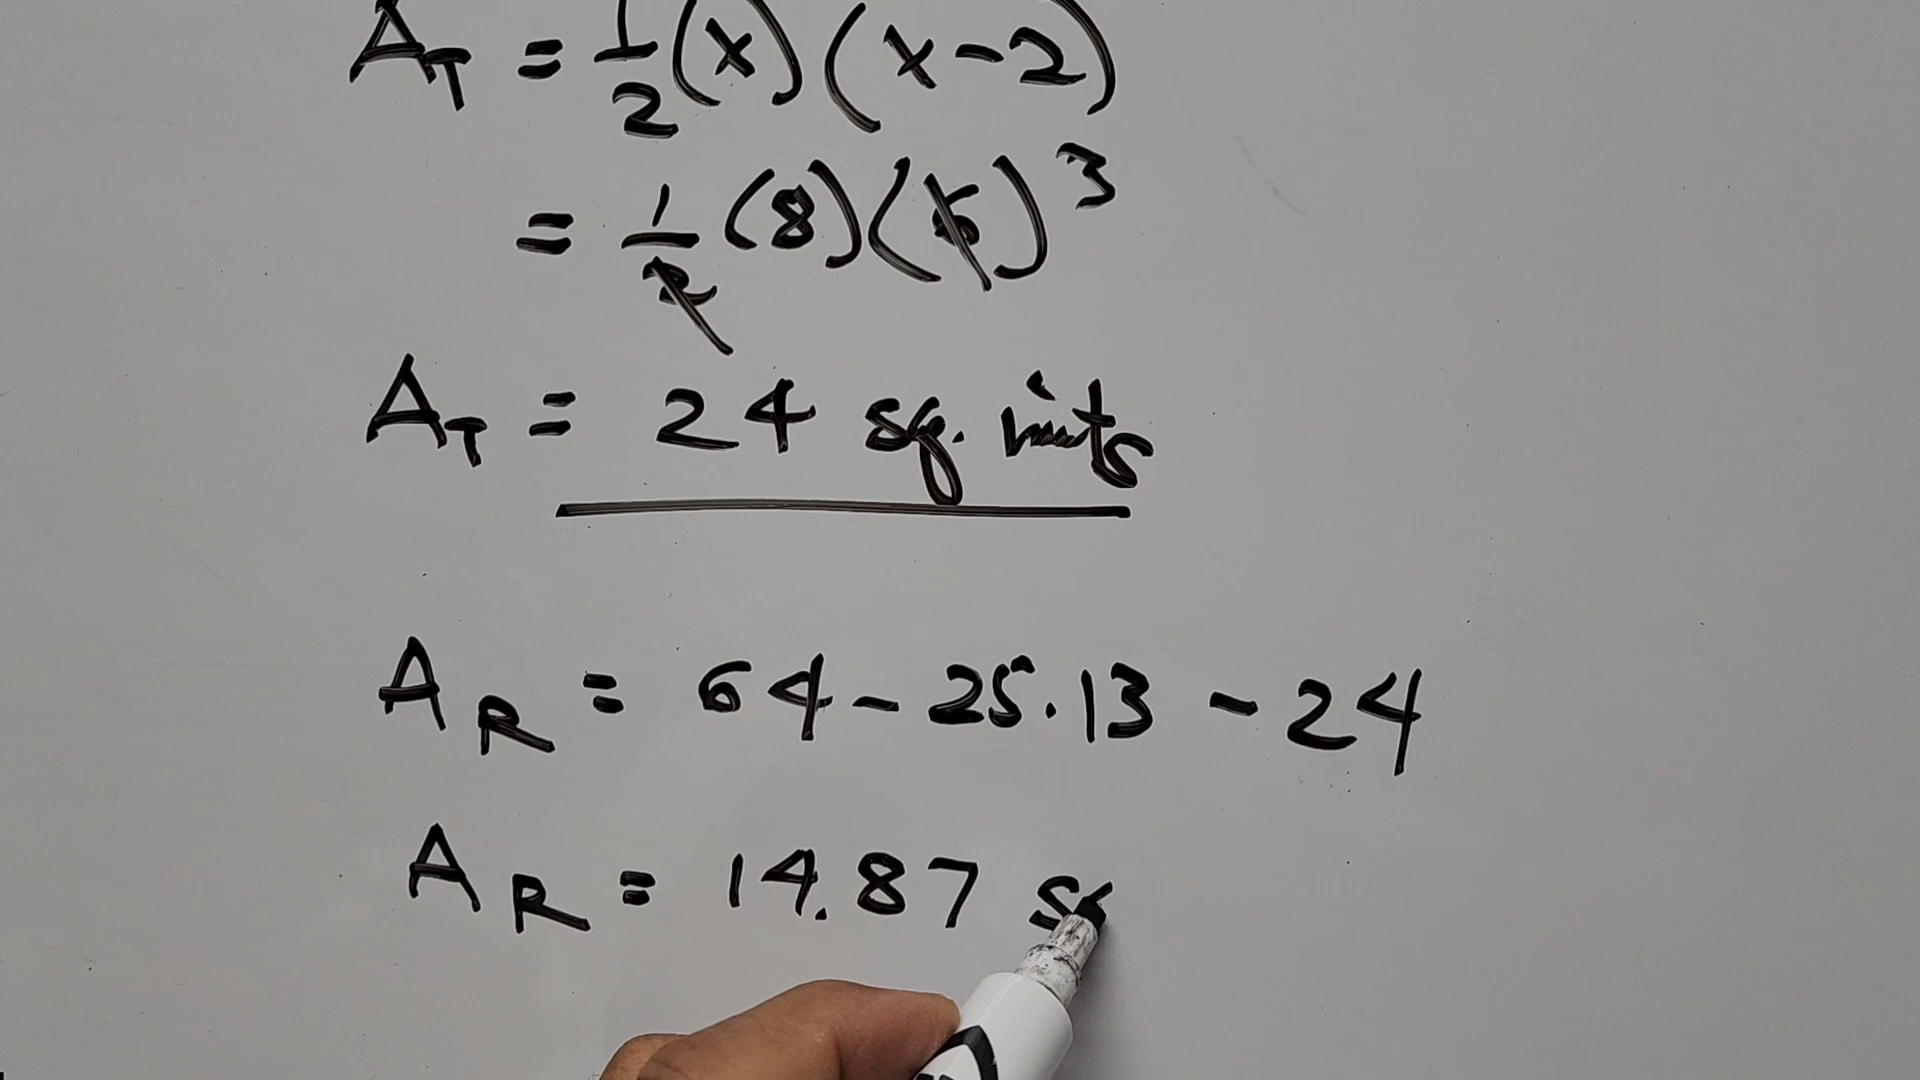 A_T = 1/2 (x) (x-2)
= 1/2 (8) (6) 3
A_T = 24 sq. units
A_R = 64 - 25.13 - 24
A_R = 14.87 s